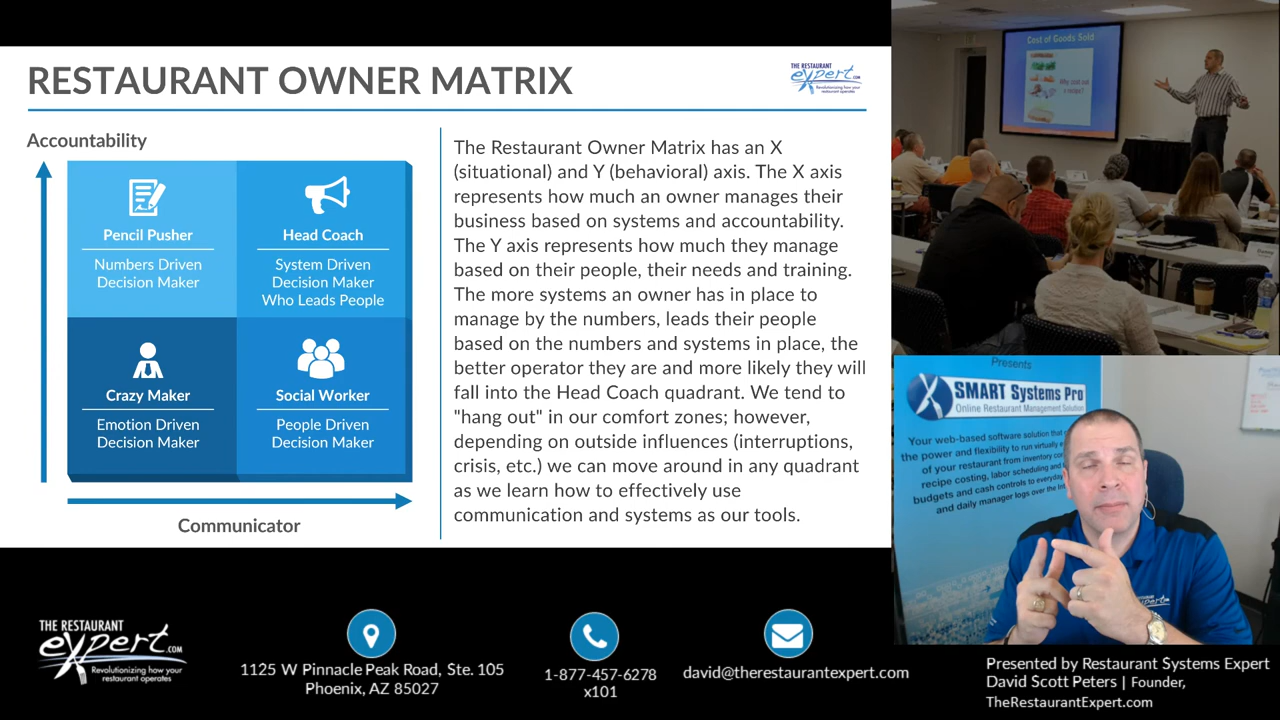 RESTAURANT OWNER MATRIX
THE RESTAURANT
expert.com
Revolutionizing how your
restaurant operates
Accountability
Pencil Pusher
Numbers Driven
Decision Maker
Head Coach
System Driven
Decision Maker
Who Leads People
Crazy Maker
Emotion Driven
Decision Maker
Social Worker
People Driven
Decision Maker
Communicator
The Restaurant Owner Matrix has an X
(situational) and Y (behavioral) axis. The X axis
represents how much an owner manages their
business based on systems and accountability.
The Y axis represents how much they manage
based on their people, their needs and training.
The more systems an owner has in place to
manage by the numbers, leads their people
based on the numbers and systems in place, the
better operator they are and more likely they will
fall into the Head Coach quadrant. We tend to
"hang out" in our comfort zones; however,
depending on outside influences (interruptions,
crisis, etc.) we can move around in any quadrant
as we learn how to effectively use
communication and systems as our tools.
Cost of Goods Sold
Why cost out
a recipe?
Presents
SMART Systems Pro
Online Restaurant Management Solution
Your web-based software solution that
the power and flexibility to run virtually
of your restaurant from inventory
recipe costing, labor scheduling and
budgets and cash controls to everyday
and daily manager logs over the
THE RESTAURANT
expert.com
Revolutionizing how your
restaurant operates
1125 W Pinnacle Peak Road, Ste. 105
Phoenix, AZ 85027
1-877-457-6278
x101
david@therestaurantexpert.com
Presented by Restaurant Systems Expert
David Scott Peters | Founder,
TheRestaurantExpert.com